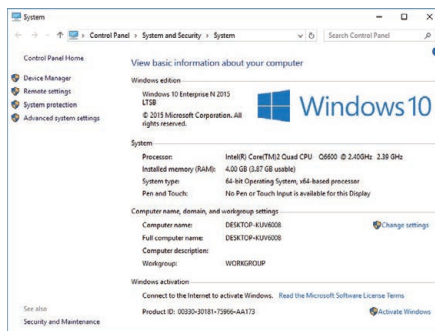 System
Control Panel › System and Security › System
Search Control Panel
Control Panel Home
Device Manager
Remote settings
System protection
Advanced system settings
View basic information about your computer
Windows edition
Windows 10 Enterprise N 2015
LTSB
© 2015 Microsoft Corporation. All
rights reserved.
Windows 10
System
Processor: Intel(R) Core(TM)2 Quad CPU Q6600 @ 2.40GHz 2.39 GHz
Installed memory (RAM): 4.00 GB (3.87 GB usable)
System type: 64-bit Operating System, x64-based processor
Pen and Touch: No Pen or Touch Input is available for this Display
Computer name, domain, and workgroup settings
Computer name: DESKTOP-KUV6008
Change settings
Full computer name: DESKTOP-KUV6008
Computer description:
Workgroup: WORKGROUP
Windows activation
Connect to the Internet to activate Windows. Read the Microsoft Software License Terms
Product ID: 00330-30181-75966-AA173
Activate Windows
See also
Security and Maintenance